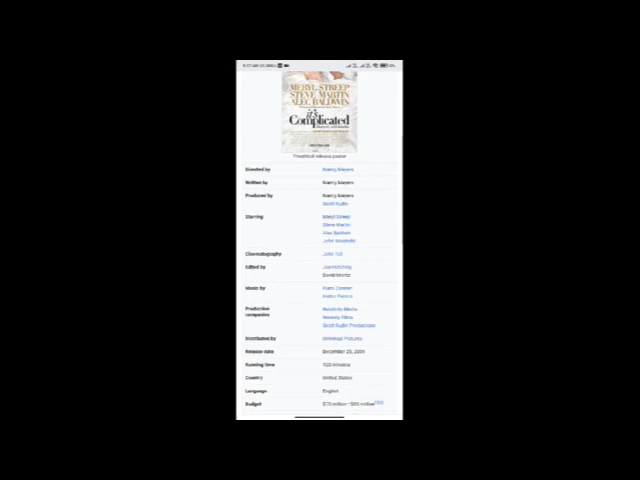 MERYL STREEP
STEVE MARTIN
ALEC BALDWIN
it's
Complicated
Theatrical release poster
Directed by Nancy Meyers
Written by Nancy Meyers
Produced by Nancy Meyers
Scott Rudin
Starring Meryl Streep
Steve Martin
Alec Baldwin
John Krasinski
Cinematography John Toll
Edited by Joe Hutshing
David Moritz
Music by Hans Zimmer
Heitor Pereira
Production companies Relativity Media
Waverly Films
Scott Rudin Productions
Distributed by Universal Pictures
Release date December 25, 2009
Running time 120 minutes
Country United States
Language English
Budget $75 million–$85 million